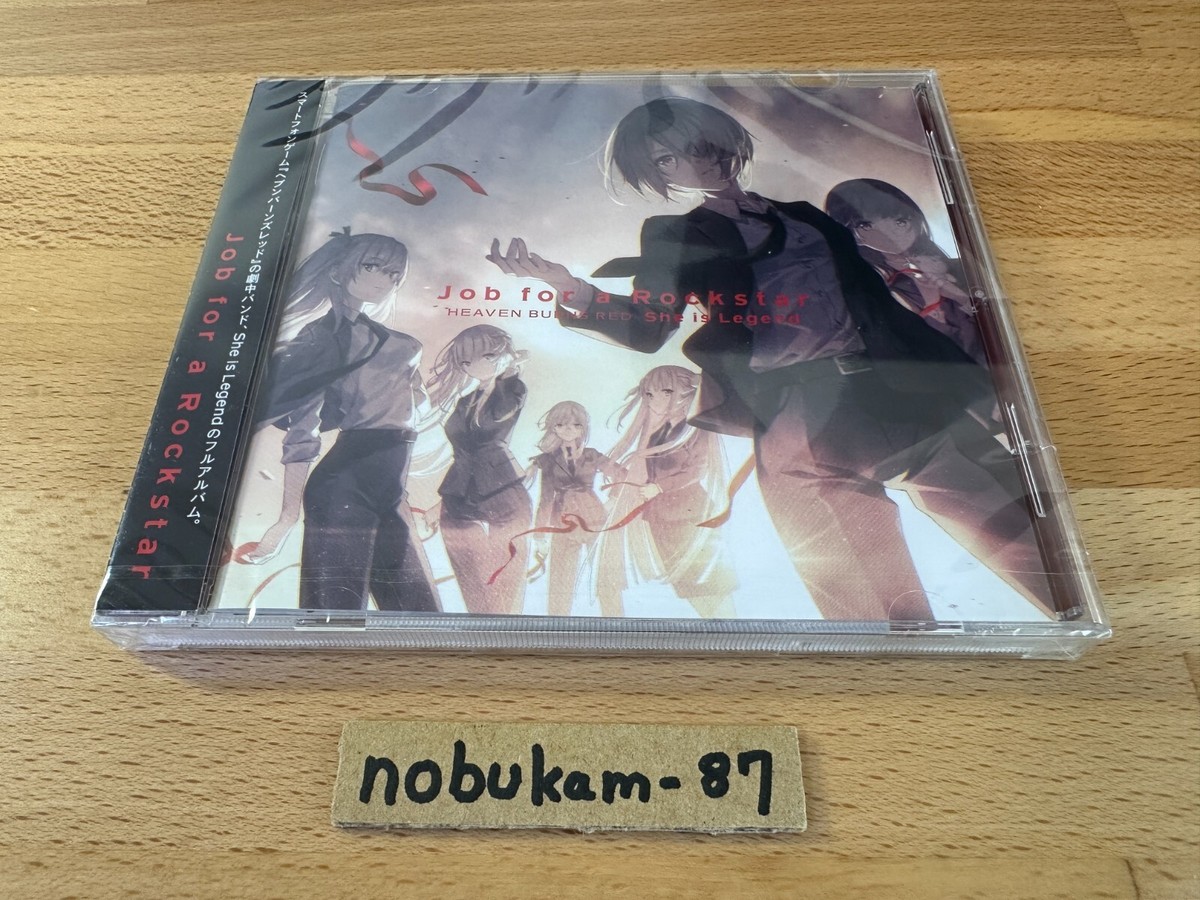 スマートフォンゲーム『ヘブンバーンズレッド』の劇中バンド、She is Legendのフルアルバム。
Job for a Rockstar
Job for a Rockstar
"HEAVEN BURNS RED" She is Legend
nobukam-87